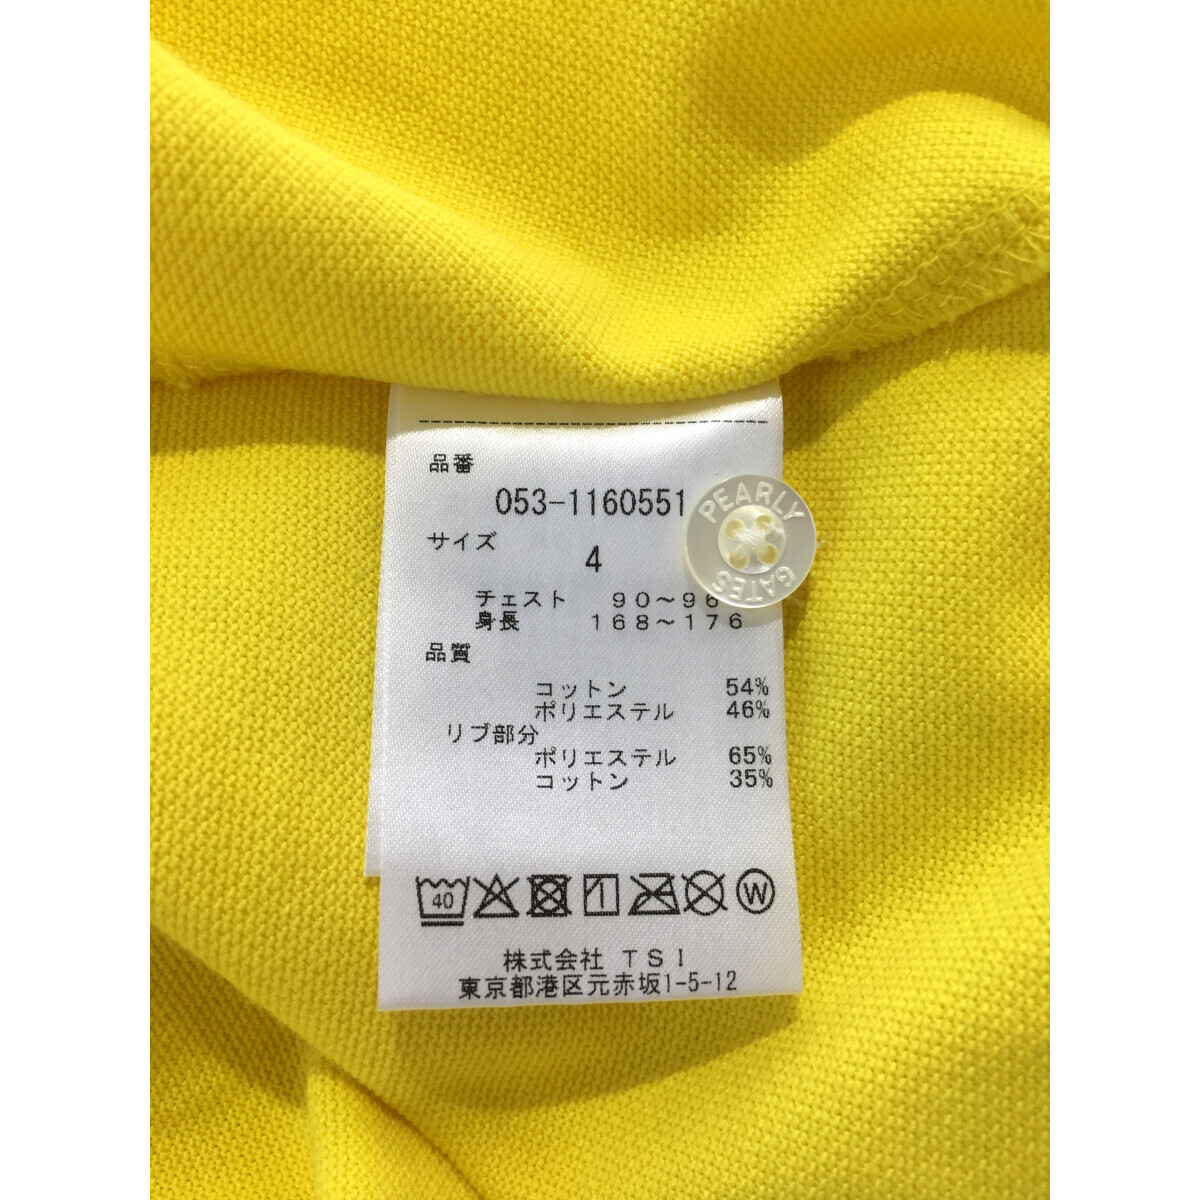 品番
053-1160551
サイズ
4
チェスト 90～96
身長 168～176
品質
コットン 54%
ポリエステル 46%
リブ部分
ポリエステル 65%
コットン 35%
40
W
株式会社 TSI
東京都港区元赤坂1-5-12
PEARLY
GATES